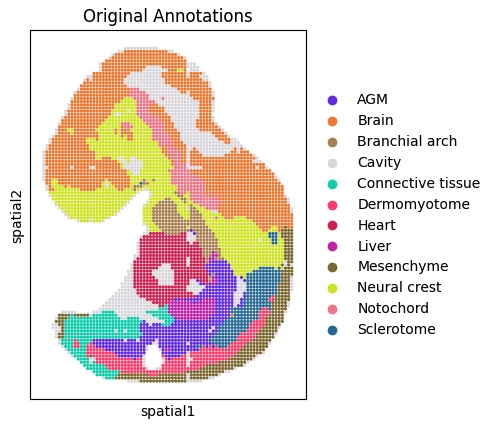 Original Annotations
spatial2
spatial1
AGM
Brain
Branchial arch
Cavity
Connective tissue
Dermomyotome
Heart
Liver
Mesenchyme
Neural crest
Notochord
Sclerotome